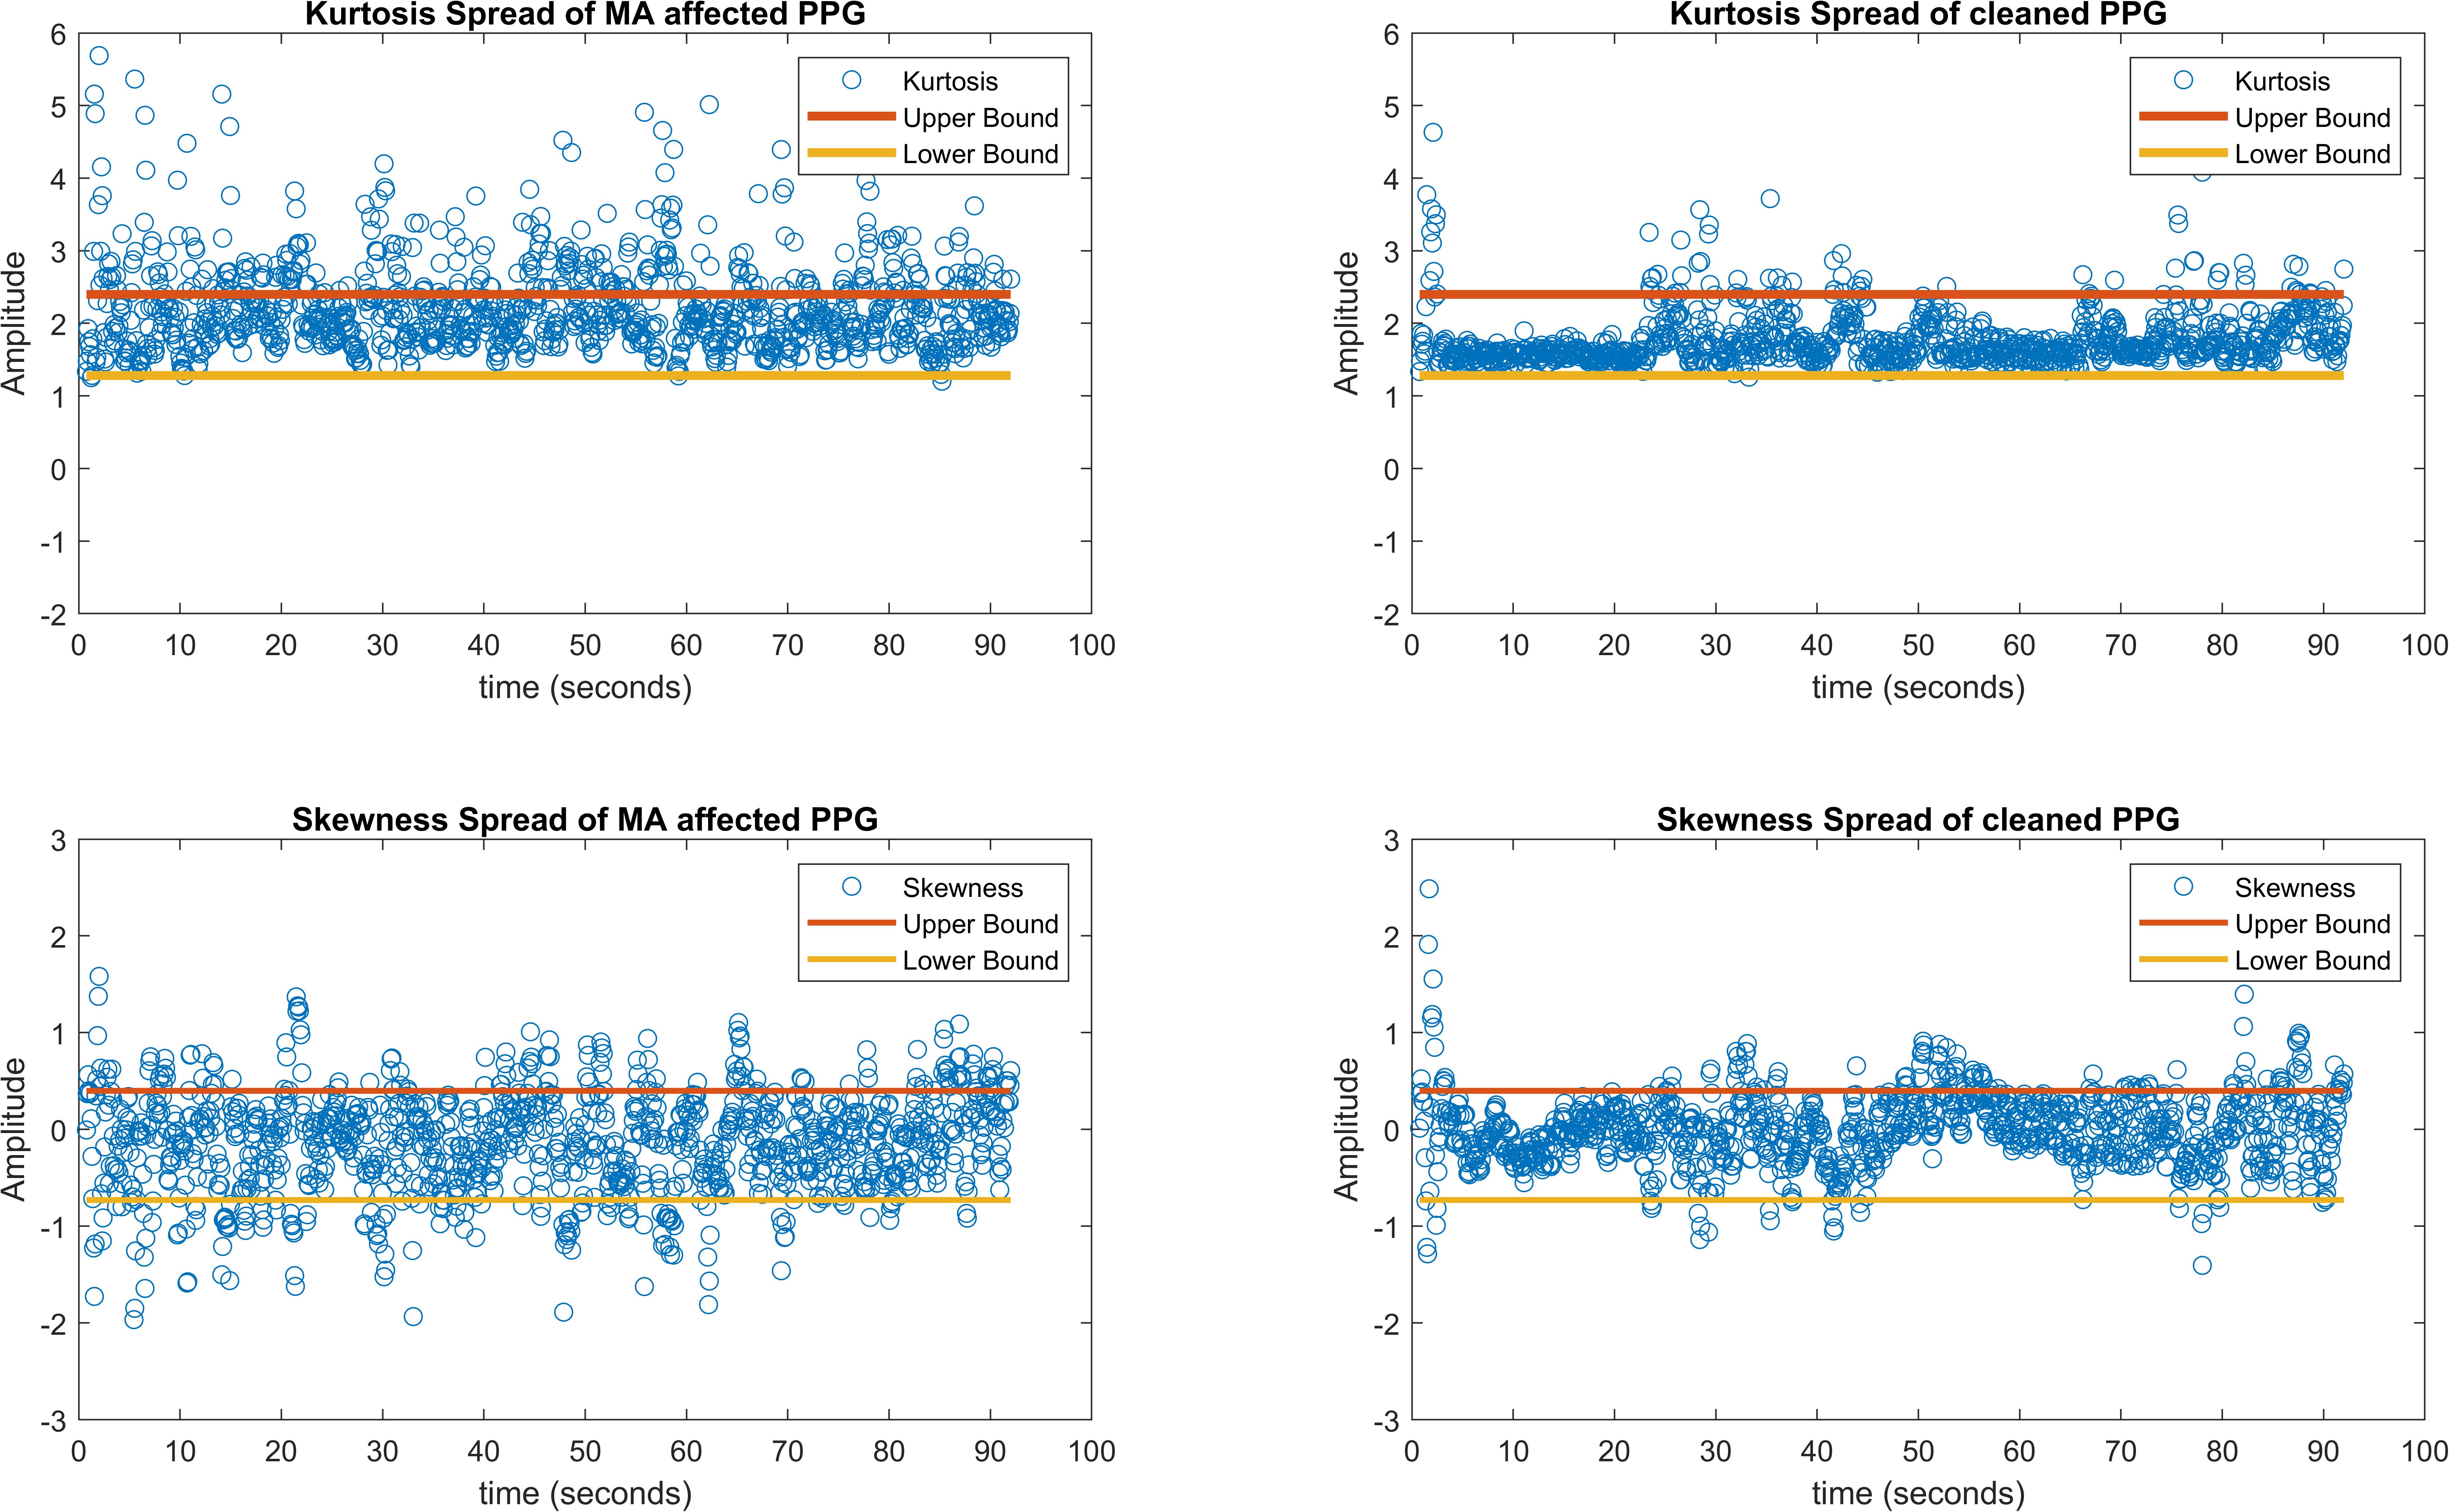 Kurtosis Spread of MA affected PPG
6
5
4
3
2
1
0
-1
-2
Amplitude
Kurtosis
Upper Bound
Lower Bound
0 10 20 30 40 50 60 70 80 90 100
time (seconds)
Kurtosis Spread of cleaned PPG
6
5
4
3
2
1
0
-1
-2
Amplitude
Kurtosis
Upper Bound
Lower Bound
0 10 20 30 40 50 60 70 80 90 100
time (seconds)
Skewness Spread of MA affected PPG
3
2
1
0
-1
-2
-3
Amplitude
Skewness
Upper Bound
Lower Bound
0 10 20 30 40 50 60 70 80 90 100
time (seconds)
Skewness Spread of cleaned PPG
3
2
1
0
-1
-2
-3
Amplitude
Skewness
Upper Bound
Lower Bound
0 10 20 30 40 50 60 70 80 90 100
time (seconds)